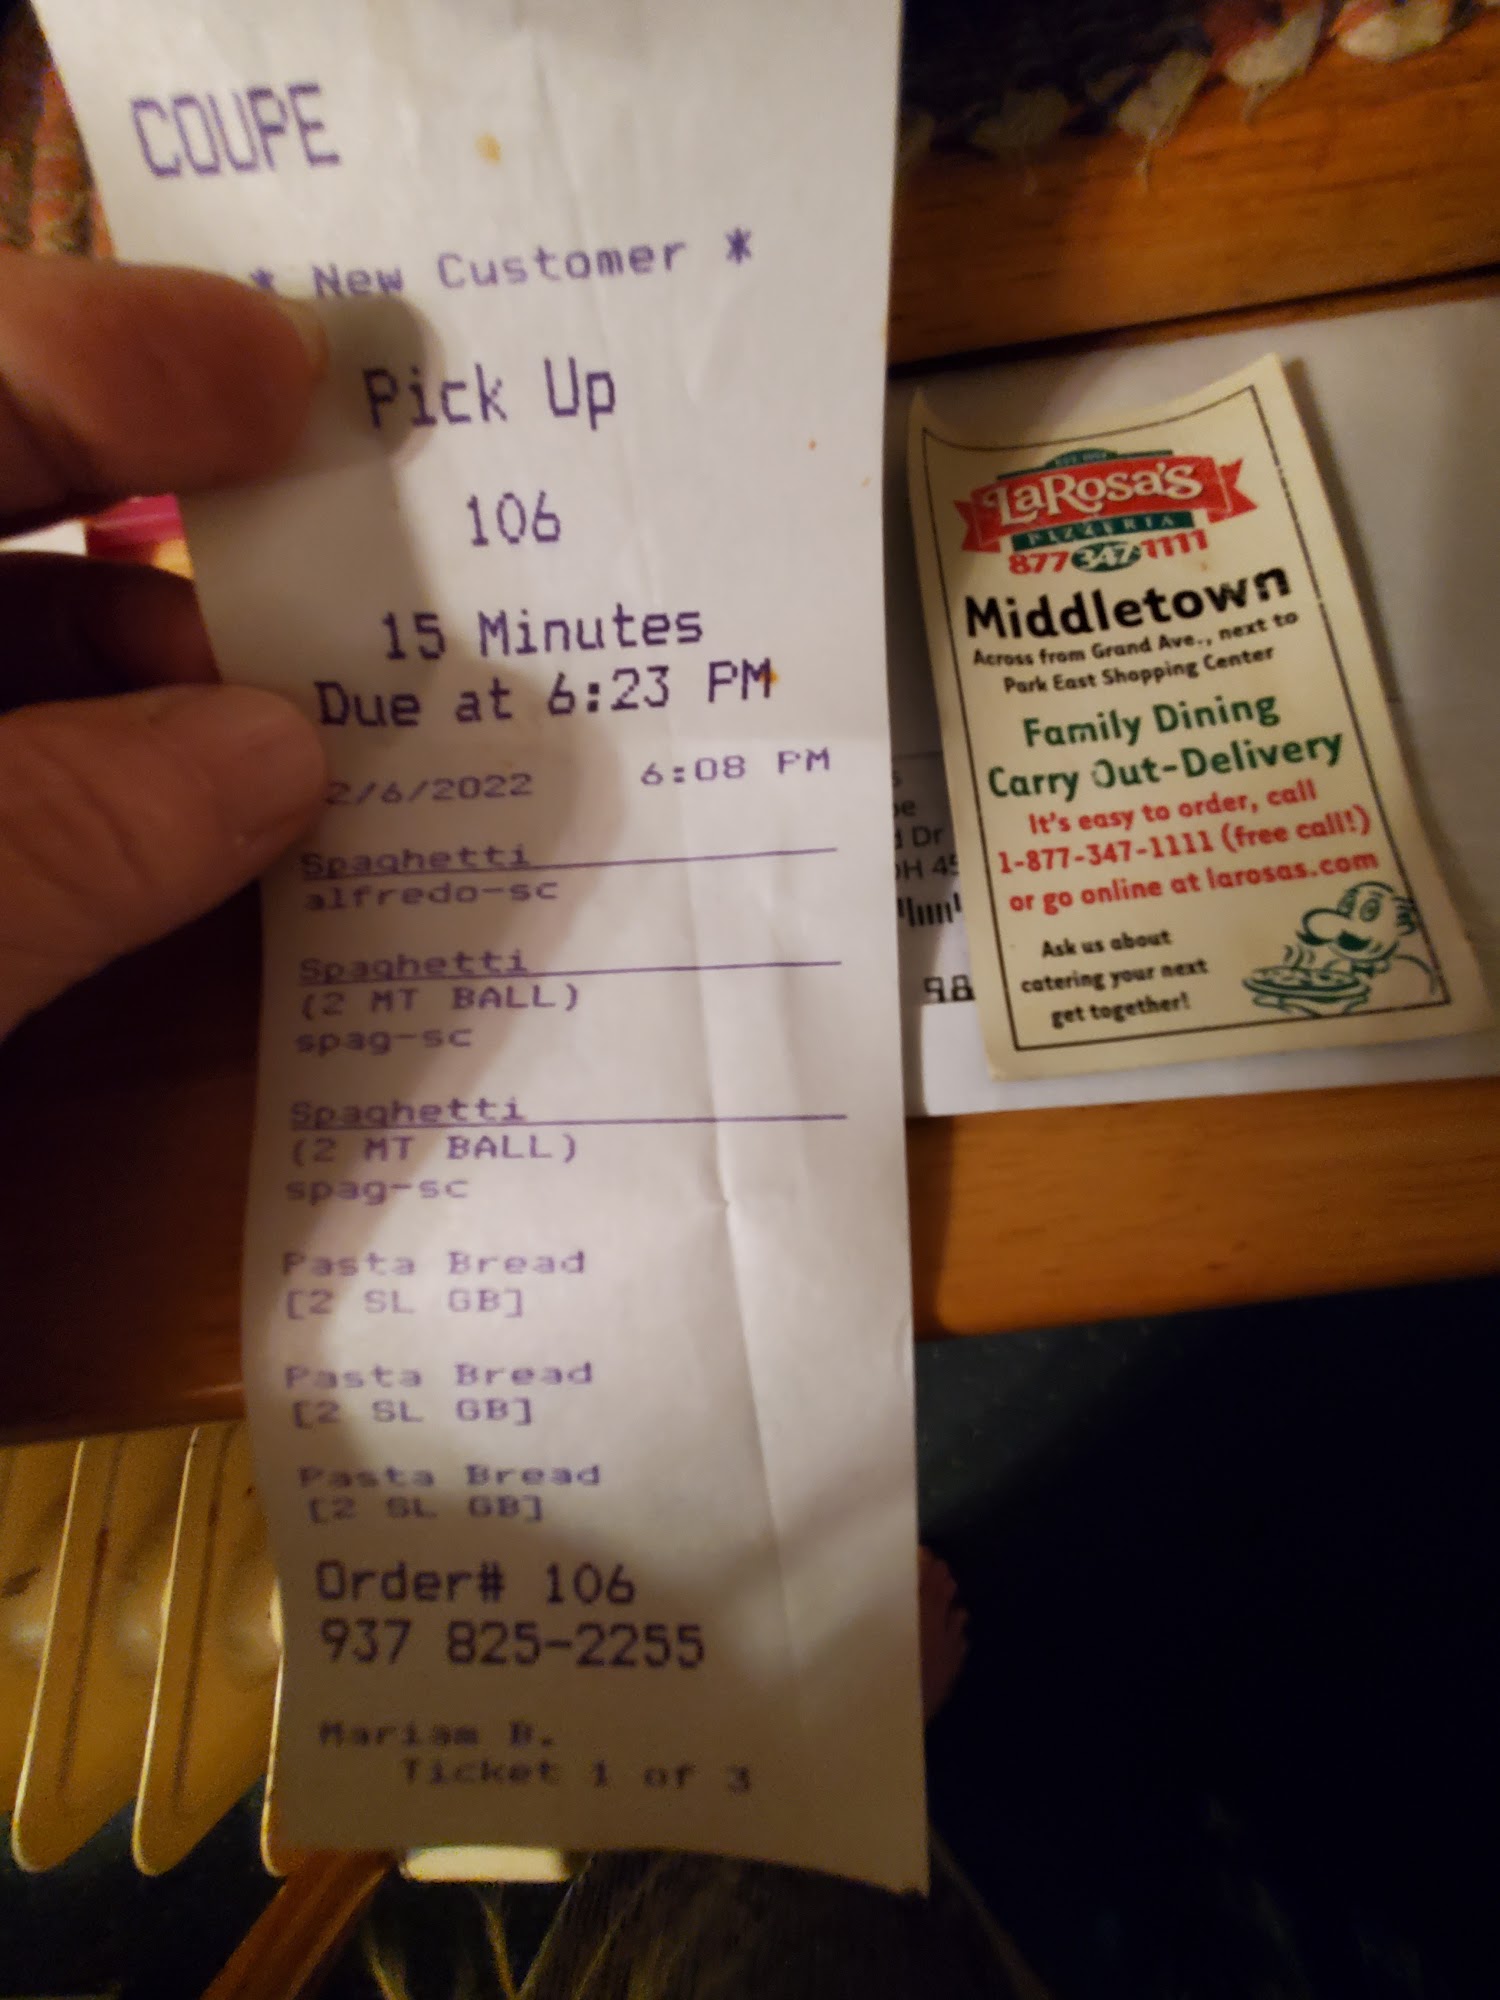 COUPE
* New Customer *
Pick Up
106
15 Minutes
Due at 6:23 PM
2/6/2022 6:08 PM
Spaghetti
alfredo-sc
Spaghetti
(2 MT BALL)
spag-sc
Spaghetti
(2 MT BALL)
spag-sc
Pasta Bread
[2 SL GB]
Pasta Bread
[2 SL GB]
Pasta Bread
[2 SL GB]
Order# 106
937 825-2255
Mariam B.
Ticket 1 of 3
LaRosa's
PIZZERIA
877-347-1111
Middletown
Across from Grand Ave., next to
Park East Shopping Center
Family Dining
Carry Out-Delivery
It's easy to order, call
1-877-347-1111 (free call!)
or go online at larosas.com
Ask us about
catering your next
get together!
Dr
98